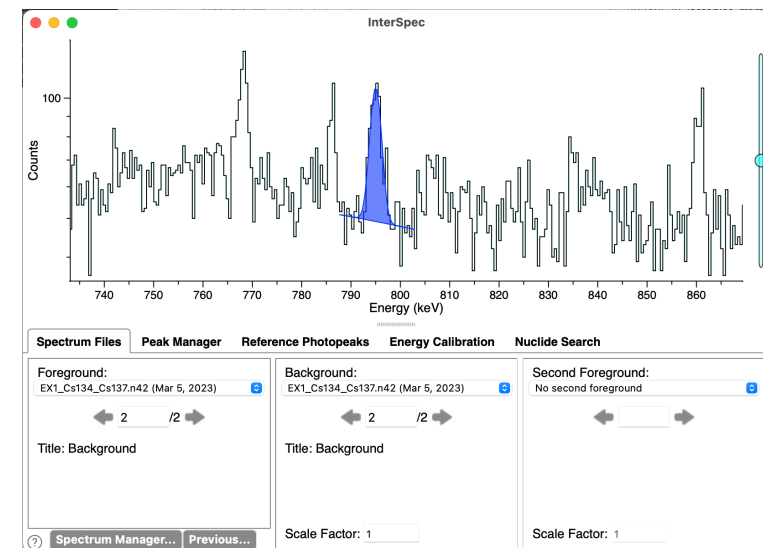 InterSpec
100
Counts
740 750 760 770 780 790 800 810 820 830 840 850 860
Energy (keV)
Spectrum Files Peak Manager Reference Photopeaks Energy Calibration Nuclide Search
Foreground: Background: Second Foreground:
EX1_Cs134_Cs137.n42 (Mar 5, 2023) EX1_Cs134_Cs137.n42 (Mar 5, 2023) No second foreground
2 /2 2 /2
Title: Background Title: Background
Scale Factor: 1 Scale Factor: 1
? Spectrum Manager... Previous...